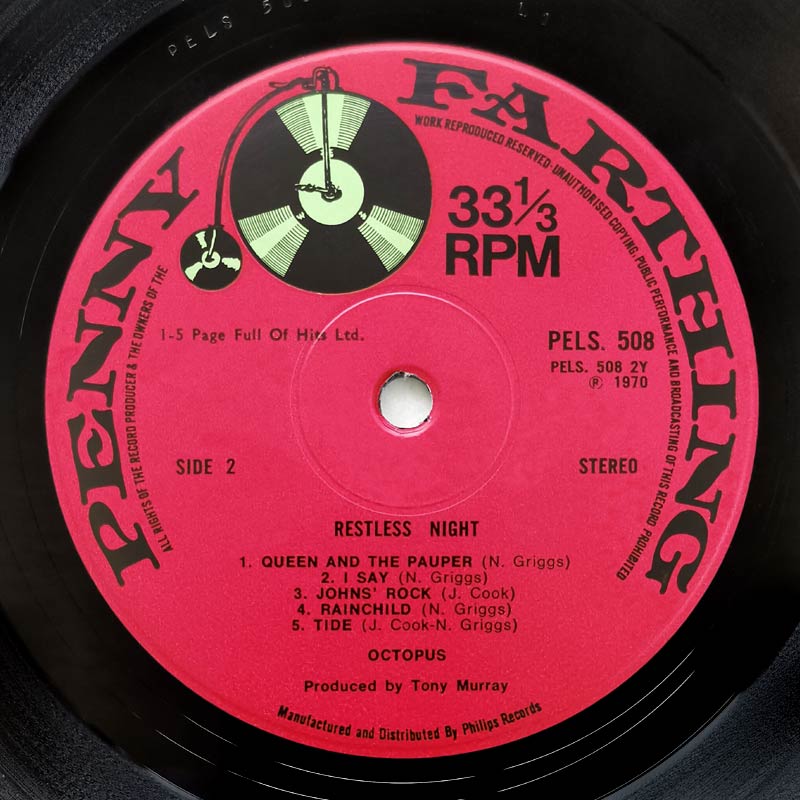 PELS 508
PENNY FARTHING
WORK REPRODUCED RESERVED·UNAUTHORISED COPYING, PUBLIC PERFORMANCE AND BROADCASTING OF THIS RECORD PROHIBITED
ALL RIGHTS OF THE RECORD PRODUCER & THE OWNERS OF THE
33 1/3
RPM
1-5 Page Full Of Hits Ltd.
PELS. 508
PELS. 508 2Y
℗ 1970
SIDE 2
STEREO
RESTLESS NIGHT
1. QUEEN AND THE PAUPER (N. Griggs)
2. I SAY (N. Griggs)
3. JOHNS' ROCK (J. Cook)
4. RAINCHILD (N. Griggs)
5. TIDE (J. Cook-N. Griggs)
OCTOPUS
Produced by Tony Murray
Manufactured and Distributed By Philips Records